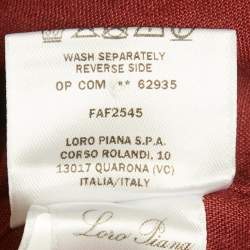 WASH SEPARATELY
REVERSE SIDE
OP COM ** 62935
FAF2545
LORO PIANA S.P.A.
CORSO ROLANDI, 10
13017 QUARONA (VC)
ITALIA/ITALY
Loro Piana